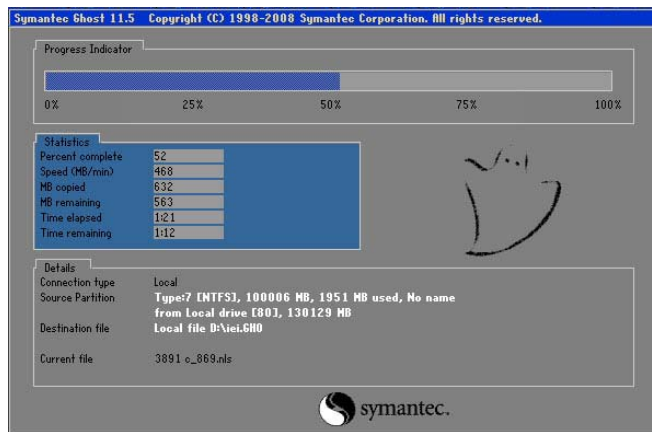 Symantec Ghost 11.5 Copyright (C) 1998-2008 Symantec Corporation. All rights reserved.
Progress Indicator
0% 25% 50% 75% 100%
Statistics
Percent complete 52
Speed (MB/min) 468
MB copied 632
MB remaining 563
Time elapsed 1:21
Time remaining 1:12
Details
Connection type Local
Source Partition Type:7 [NTFS], 100006 MB, 1951 MB used, No name
from Local drive [80], 130129 MB
Destination file Local file D:\iei.GHO
Current file 3891 c_869.nls
symantec.